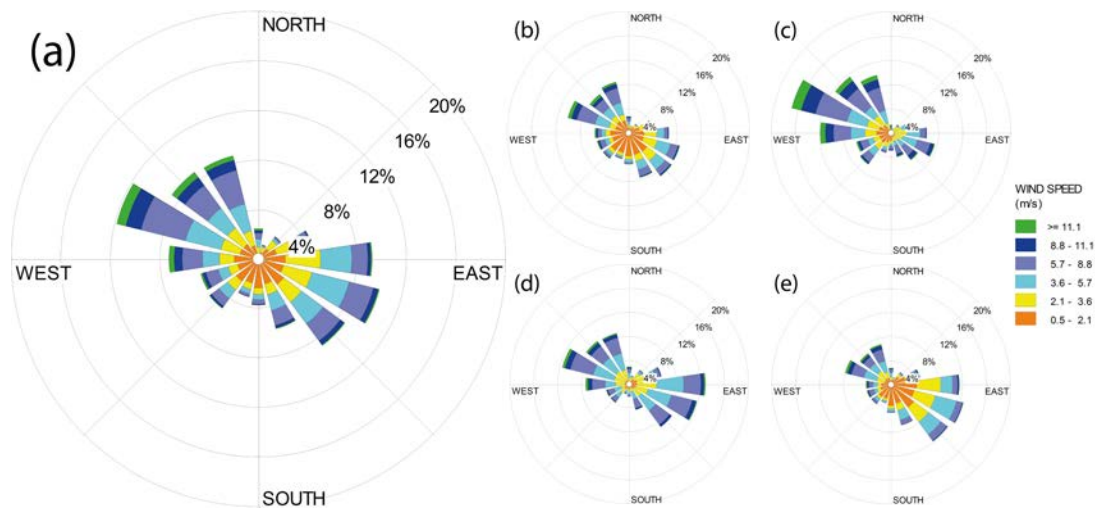 (a)
NORTH
20%
16%
12%
8%
4%
WEST
EAST
SOUTH
(b)
NORTH
20%
16%
12%
8%
4%
WEST
EAST
SOUTH
(c)
NORTH
20%
16%
12%
8%
4%
WEST
EAST
SOUTH
WIND SPEED
(m/s)
>= 11.1
8.8 - 11.1
5.7 - 8.8
3.6 - 5.7
2.1 - 3.6
0.5 - 2.1
(d)
NORTH
20%
16%
12%
8%
4%
WEST
EAST
SOUTH
(e)
NORTH
20%
16%
12%
8%
4%
WEST
EAST
SOUTH